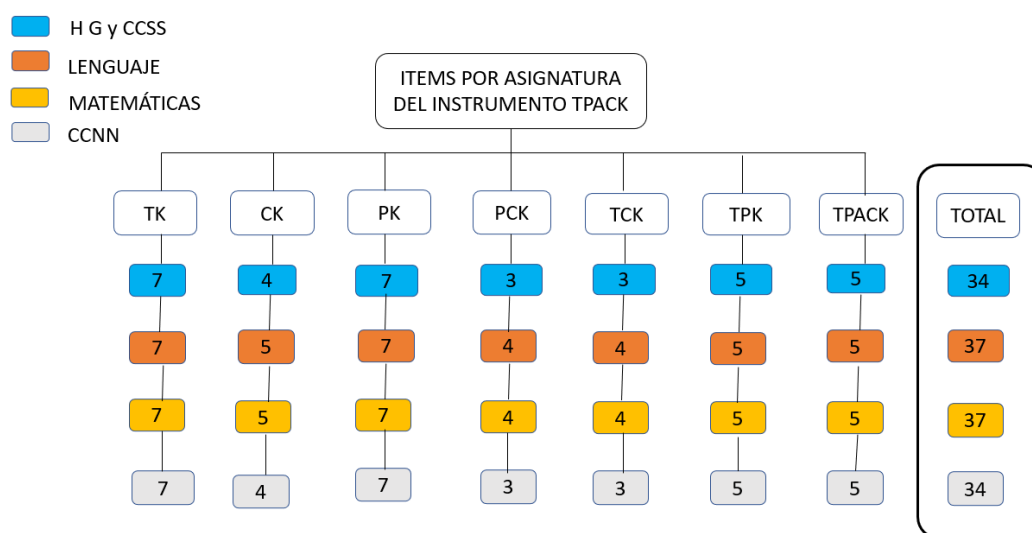 H G y CCSS
LENGUAJE
MATEMÁTICAS
CCNN
ITEMS POR ASIGNATURA
DEL INSTRUMENTO TPACK
TK CK PK PCK TCK TPK TPACK TOTAL
7 4 7 3 3 5 5 34
7 5 7 4 4 5 5 37
7 5 7 4 4 5 5 37
7 4 7 3 3 5 5 34